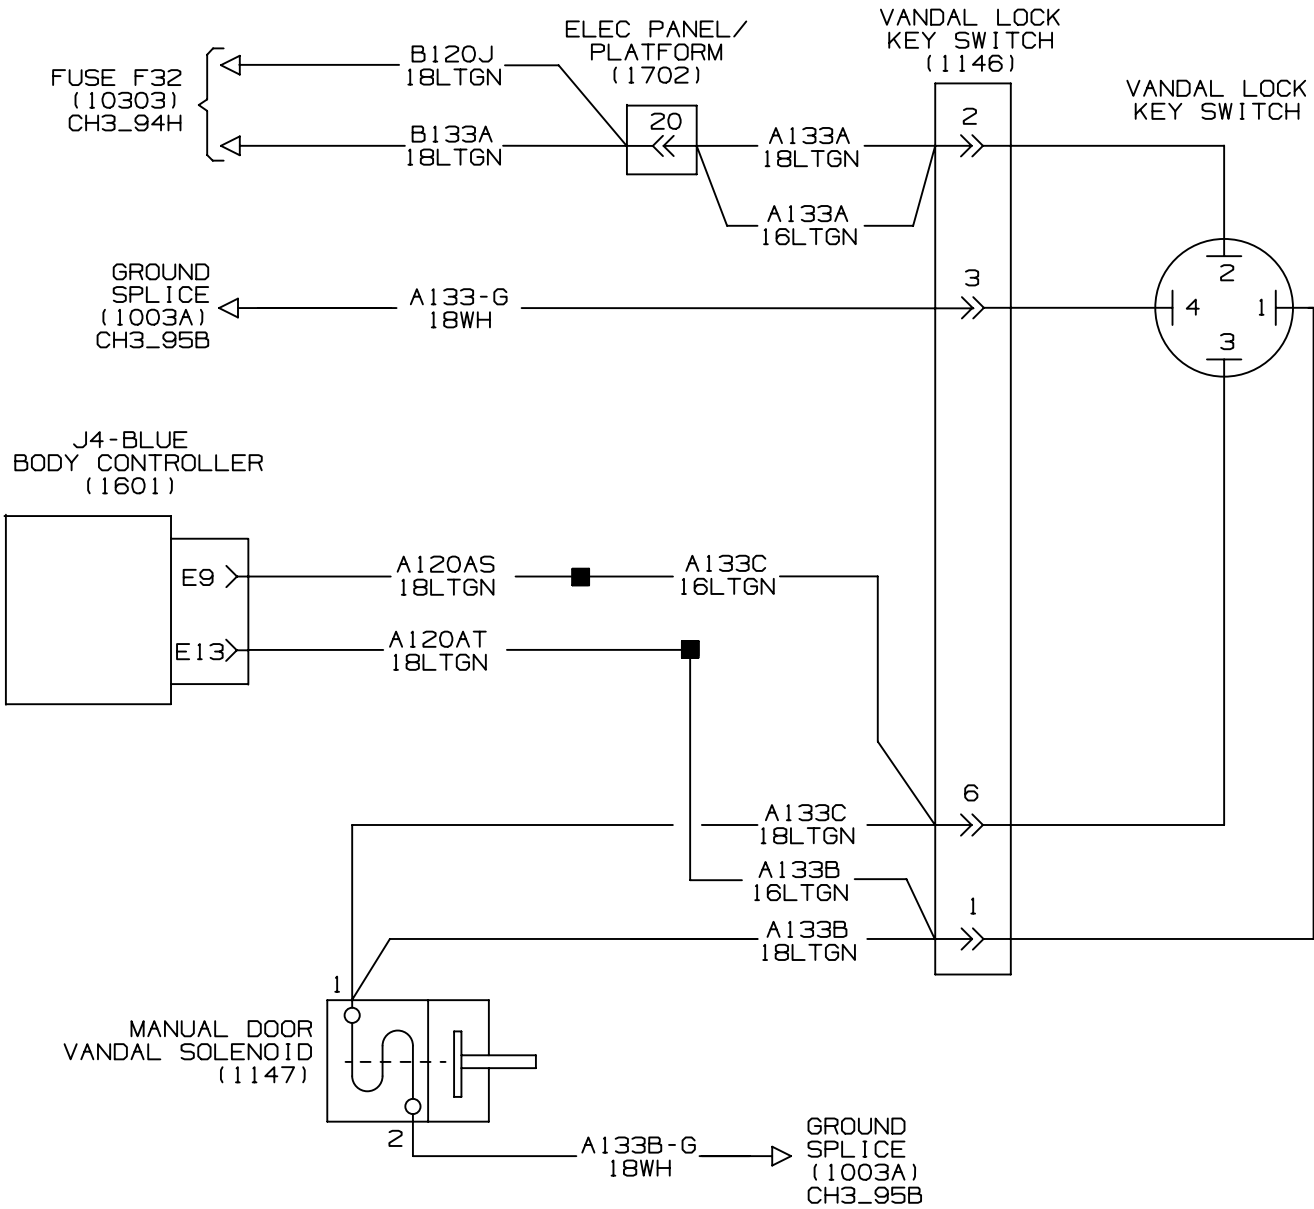 FUSE F32
(10303)
CH3_94H
B120J
18LTGN
B133A
18LTGN
ELEC PANEL/
PLATFORM
(1702)
20
A133A
18LTGN
A133A
16LTGN
VANDAL LOCK
KEY SWITCH
(1146)
2
VANDAL LOCK
KEY SWITCH
GROUND
SPLICE
(1003A)
CH3_95B
A133-G
18WH
3
2
4
1
3
J4-BLUE
BODY CONTROLLER
(1601)
E9
A120AS
18LTGN
A133C
16LTGN
E13
A120AT
18LTGN
6
A133C
18LTGN
A133B
16LTGN
1
A133B
18LTGN
1
MANUAL DOOR
VANDAL SOLENOID
(1147)
2
A133B-G
18WH
GROUND
SPLICE
(1003A)
CH3_95B